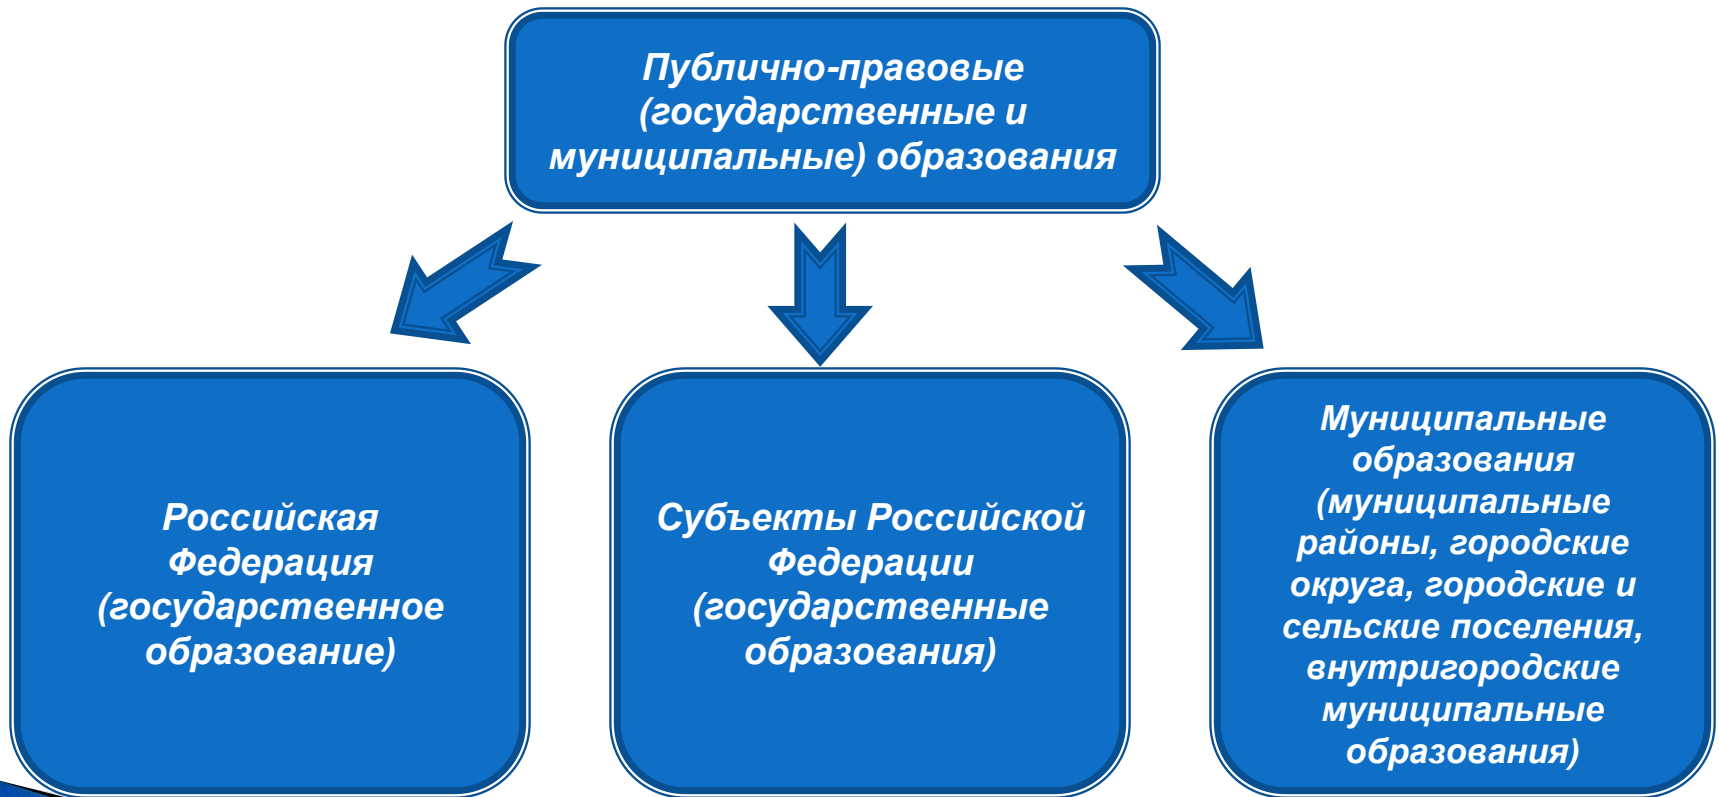 Публично-правовые
(государственные и
муниципальные) образования
Российская
Федерация
(государственное
образование)
Субъекты Российской
Федерации
(государственные
образования)
Муниципальные
образования
(муниципальные
районы, городские
округа, городские и
сельские поселения,
внутригородские
муниципальные
образования)